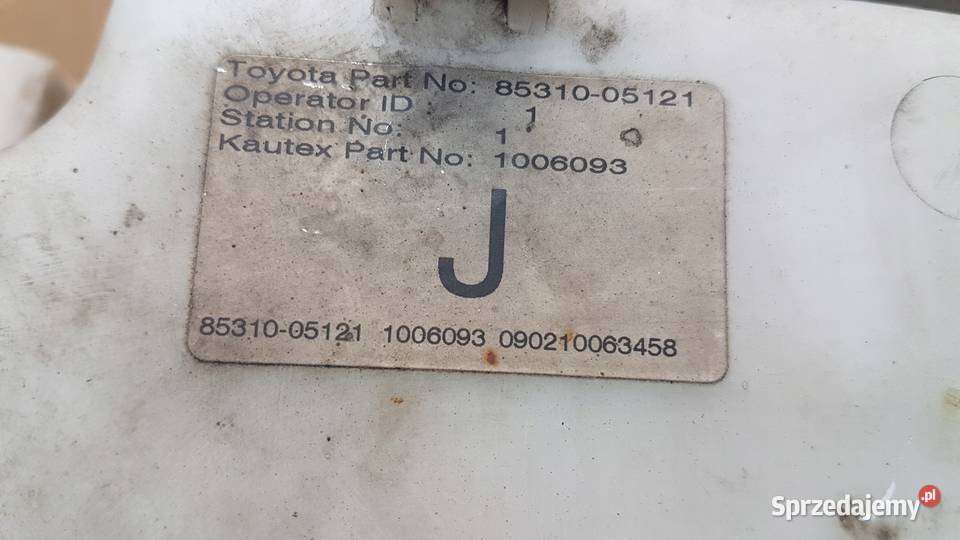 Toyota Part No: 85310-05121
Operator ID : 1
Station No: 1
Kautex Part No: 1006093
J
85310-05121 1006093 090210063458
Sprzedajemy.pl